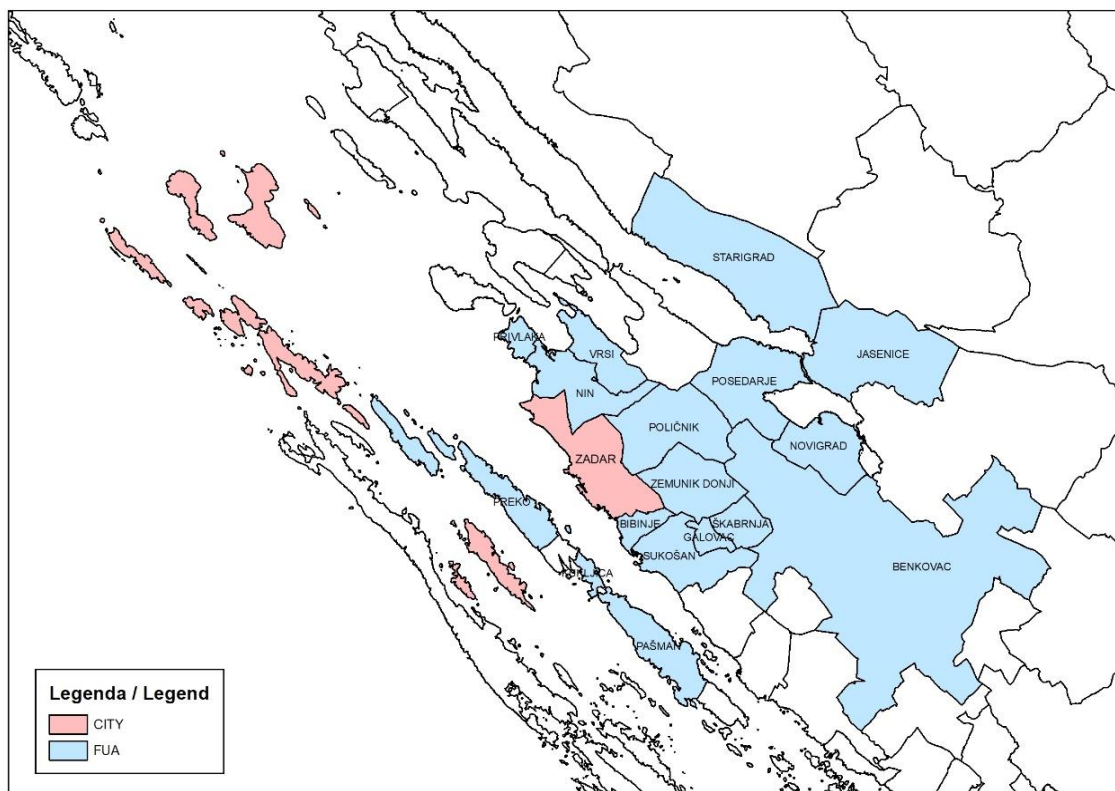 STARIGRAD
PRIVLAKA
VRSI
JASENICE
POSEDARJE
NIN
POLIČNIK
NOVIGRAD
ZADAR
ZEMUNIK DONJI
PREKO
BIBINJE
ŠKABRNJA
GALOVAC
SUKOŠAN
BENKOVAC
KUKLJICA
PAŠMAN
Legenda / Legend
CITY
FUA